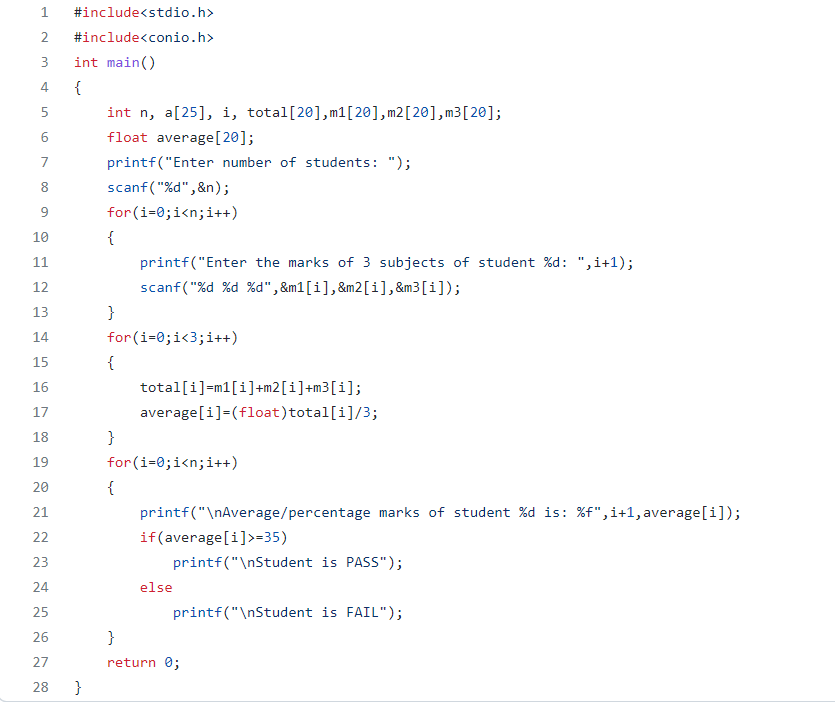 1 #include<stdio.h>
2 #include<conio.h>
3 int main()
4 {
5     int n, a[25], i, total[20],m1[20],m2[20],m3[20];
6     float average[20];
7     printf("Enter number of students: ");
8     scanf("%d",&n);
9     for(i=0;i<n;i++)
10     {
11         printf("Enter the marks of 3 subjects of student %d: ",i+1);
12         scanf("%d %d %d",&m1[i],&m2[i],&m3[i]);
13     }
14     for(i=0;i<3;i++)
15     {
16         total[i]=m1[i]+m2[i]+m3[i];
17         average[i]=(float)total[i]/3;
18     }
19     for(i=0;i<n;i++)
20     {
21         printf("\nAverage/percentage marks of student %d is: %f",i+1,average[i]);
22         if(average[i]>=35)
23             printf("\nStudent is PASS");
24         else
25             printf("\nStudent is FAIL");
26     }
27     return 0;
28 }